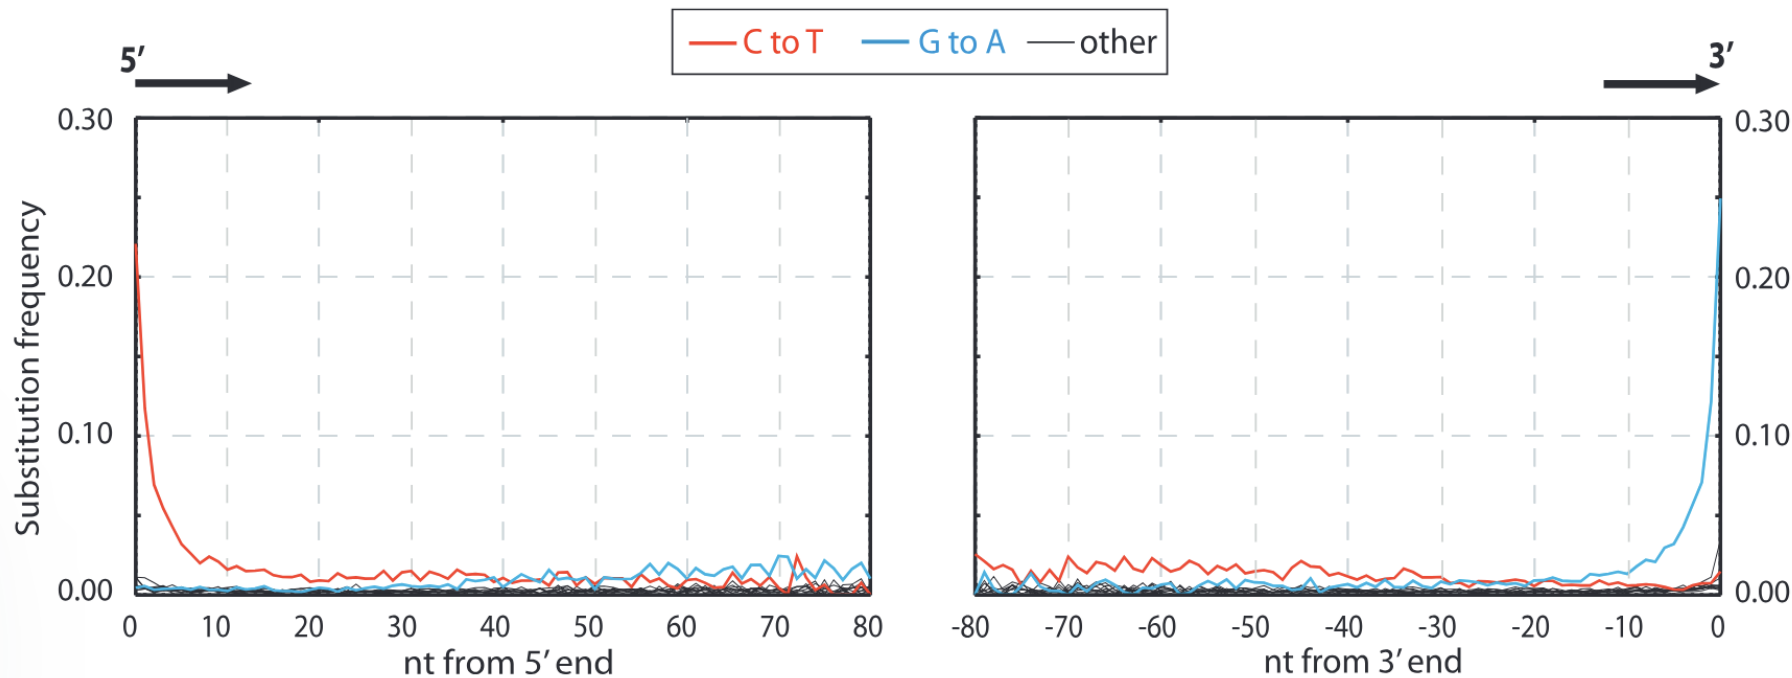 C to T G to A other
5′ 3′
0.30 0.30
0.20 0.20
0.10 0.10
0.00 0.00
Substitution frequency
0 10 20 30 40 50 60 70 80 -80 -70 -60 -50 -40 -30 -20 -10 0
nt from 5′ end nt from 3′ end